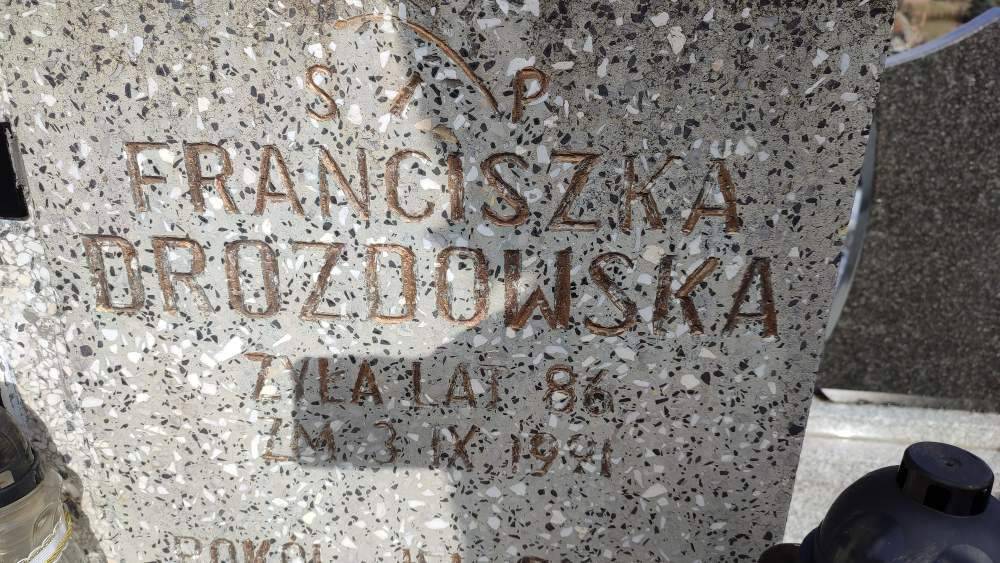 Ś P
FRANCISZKA
DROZDOWSKA
ŻYŁA LAT 86
ZM 3 IX 1991